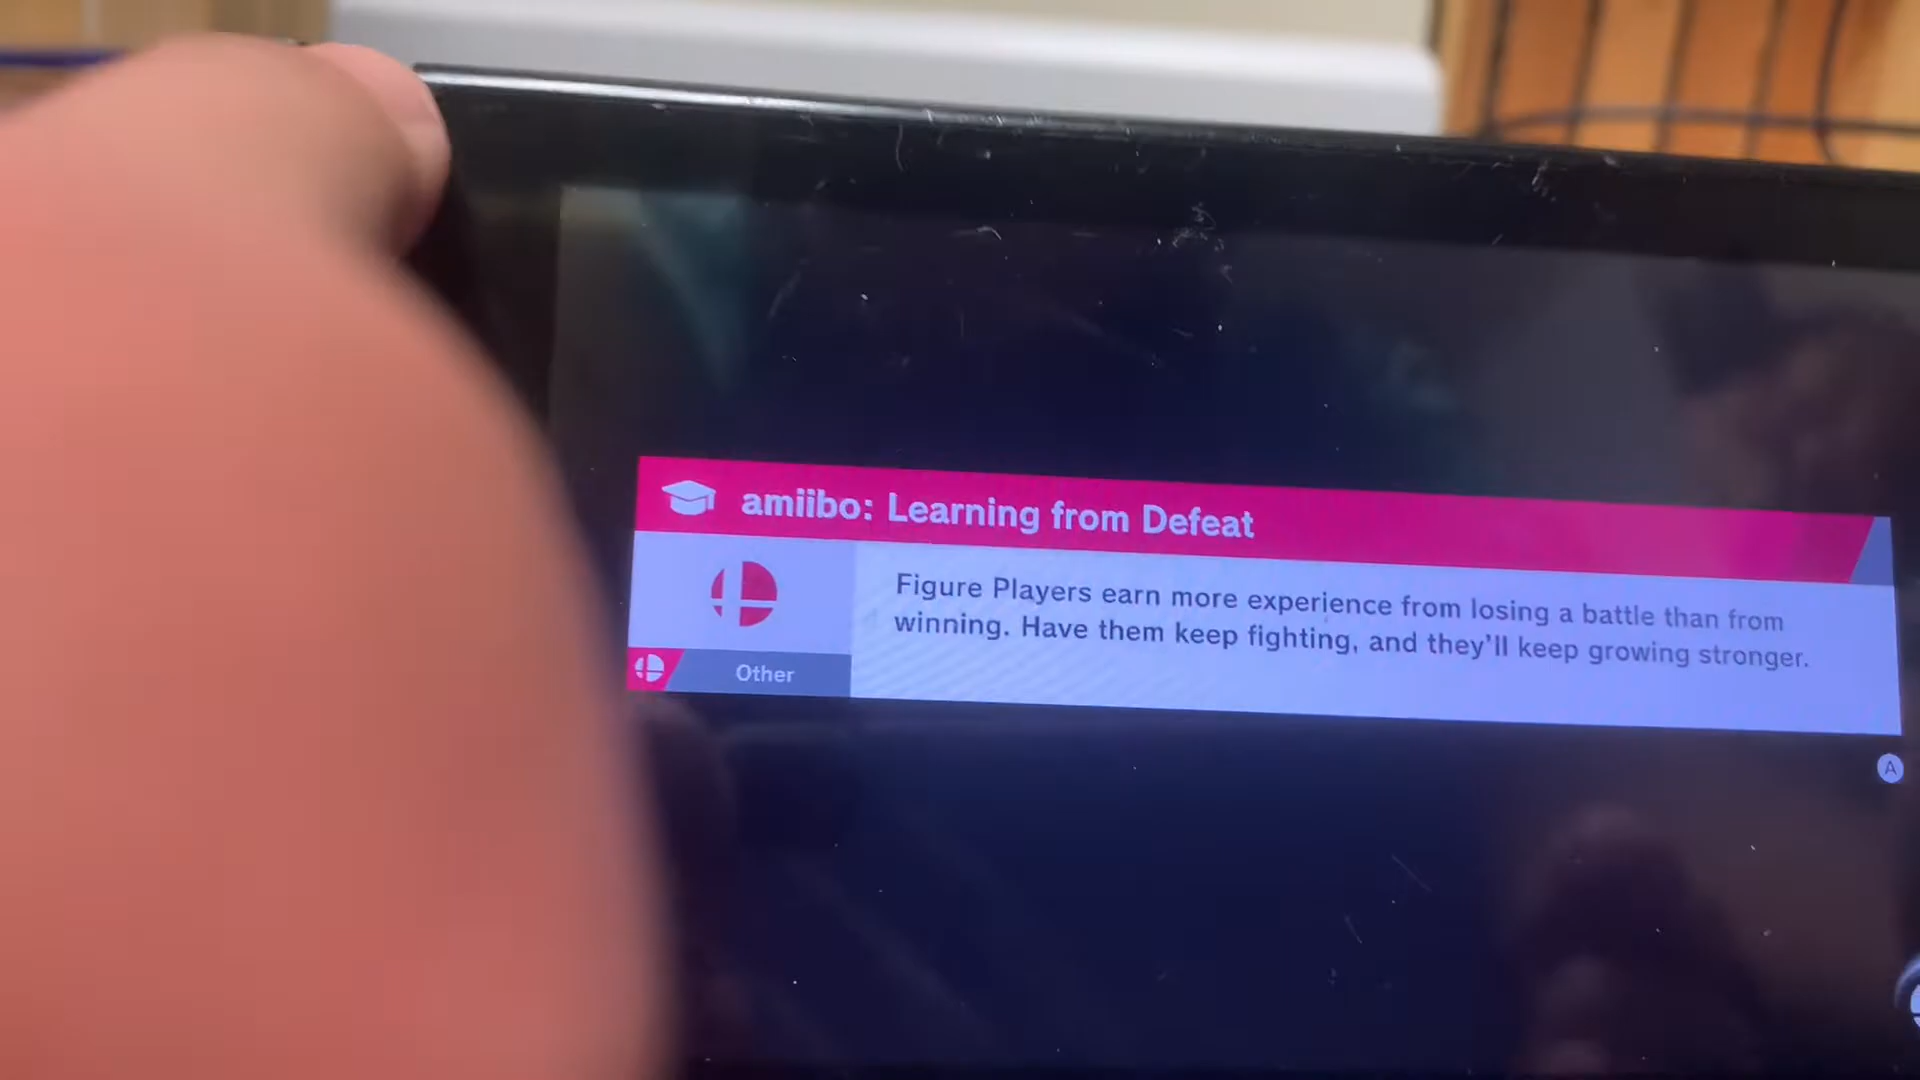 amiibo: Learning from Defeat
Figure Players earn more experience from losing a battle than from
winning. Have them keep fighting, and they'll keep growing stronger.
Other
A